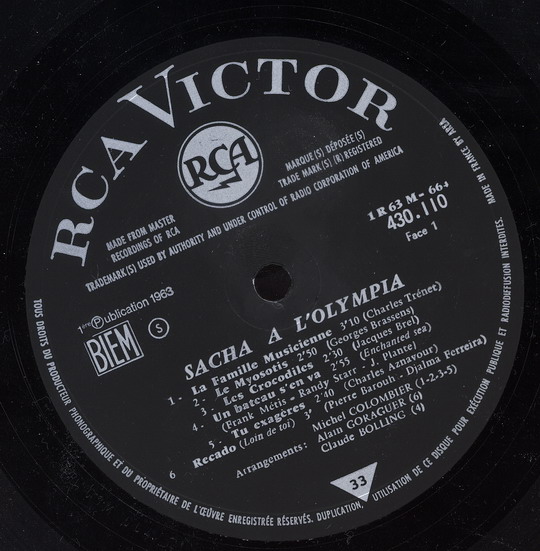 RCA VICTOR
RCA
MARQUE(S) DÉPOSÉE(S)
TRADE MARK(S) (R) REGISTERED
MADE FROM MASTER
RECORDINGS OF RCA
TRADEMARK(S) USED BY AUTHORITY AND UNDER CONTROL OF RADIO CORPORATION OF AMERICA
1 R 63 M - 664
430.110
Face 1
1ère Ⓟublication 1963
BIEM
S
SACHA A L'OLYMPIA
1 - La Famille Musicienne 3'10 (Charles Trénet)
2 - Le Myosotis 2'50 (Georges Brassens)
3 - Les Crocodiles 2'30 (Jacques Brel)
4 - Un bateau s'en va 2'55 (Enchanted sea)
(Frank Métis - Randy Starr - J. Plante)
5 - Tu exagères 2'40 (Charles Aznavour)
6 Recado (Loin de toi) 3' (Pierre Barouh - Djalma Ferreira)
Arrangements: Michel COLOMBIER (1-2-3-5)
Alain GORAGUER (6)
Claude BOLLING (4)
33
TOUS DROITS DU PRODUCTEUR PHONOGRAPHIQUE ET DU PROPRIÉTAIRE DE L'ŒUVRE ENREGISTRÉE RÉSERVÉS. DUPLICATION, UTILISATION DE CE DISQUE POUR EXÉCUTION PUBLIQUE ET RADIODIFFUSION INTERDITES.
MADE IN FRANCE BY AREA